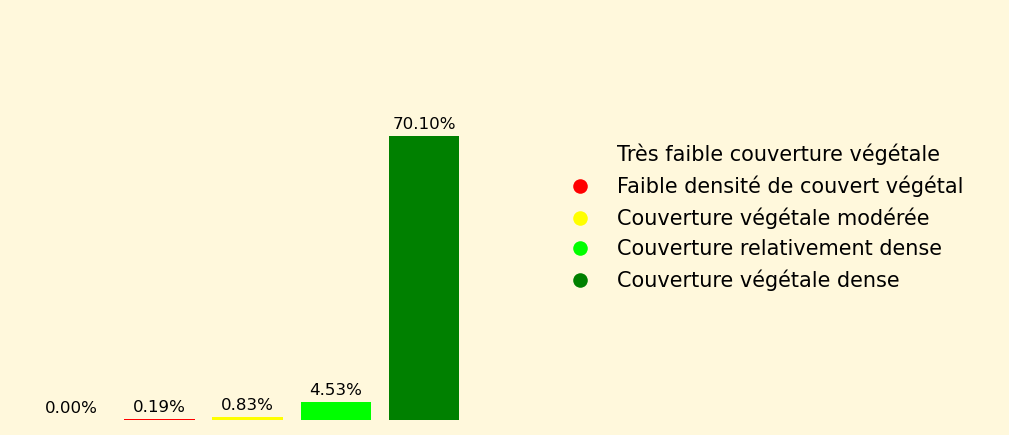 70.10%
4.53%
0.83%
0.19%
0.00%
Très faible couverture végétale
Faible densité de couvert végétal
Couverture végétale modérée
Couverture relativement dense
Couverture végétale dense